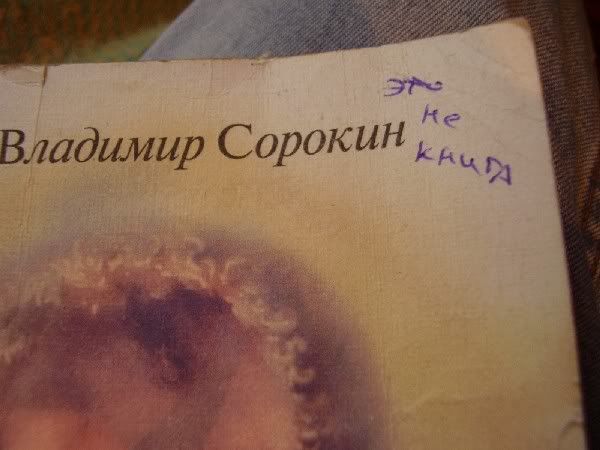 Владимир Сорокин
это
не
книга